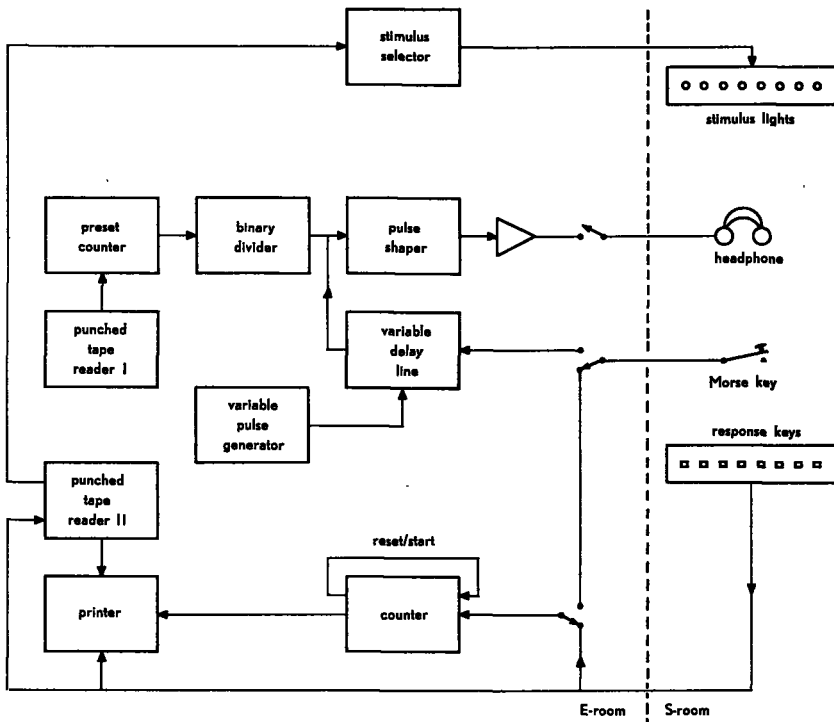 stimulus
selector
stimulus lights
preset
counter
binary
divider
pulse
shaper
headphone
punched
tape
reader I
variable
delay
line
Morse key
variable
pulse
generator
response keys
punched
tape
reader II
reset/start
printer
counter
E-room
S-room